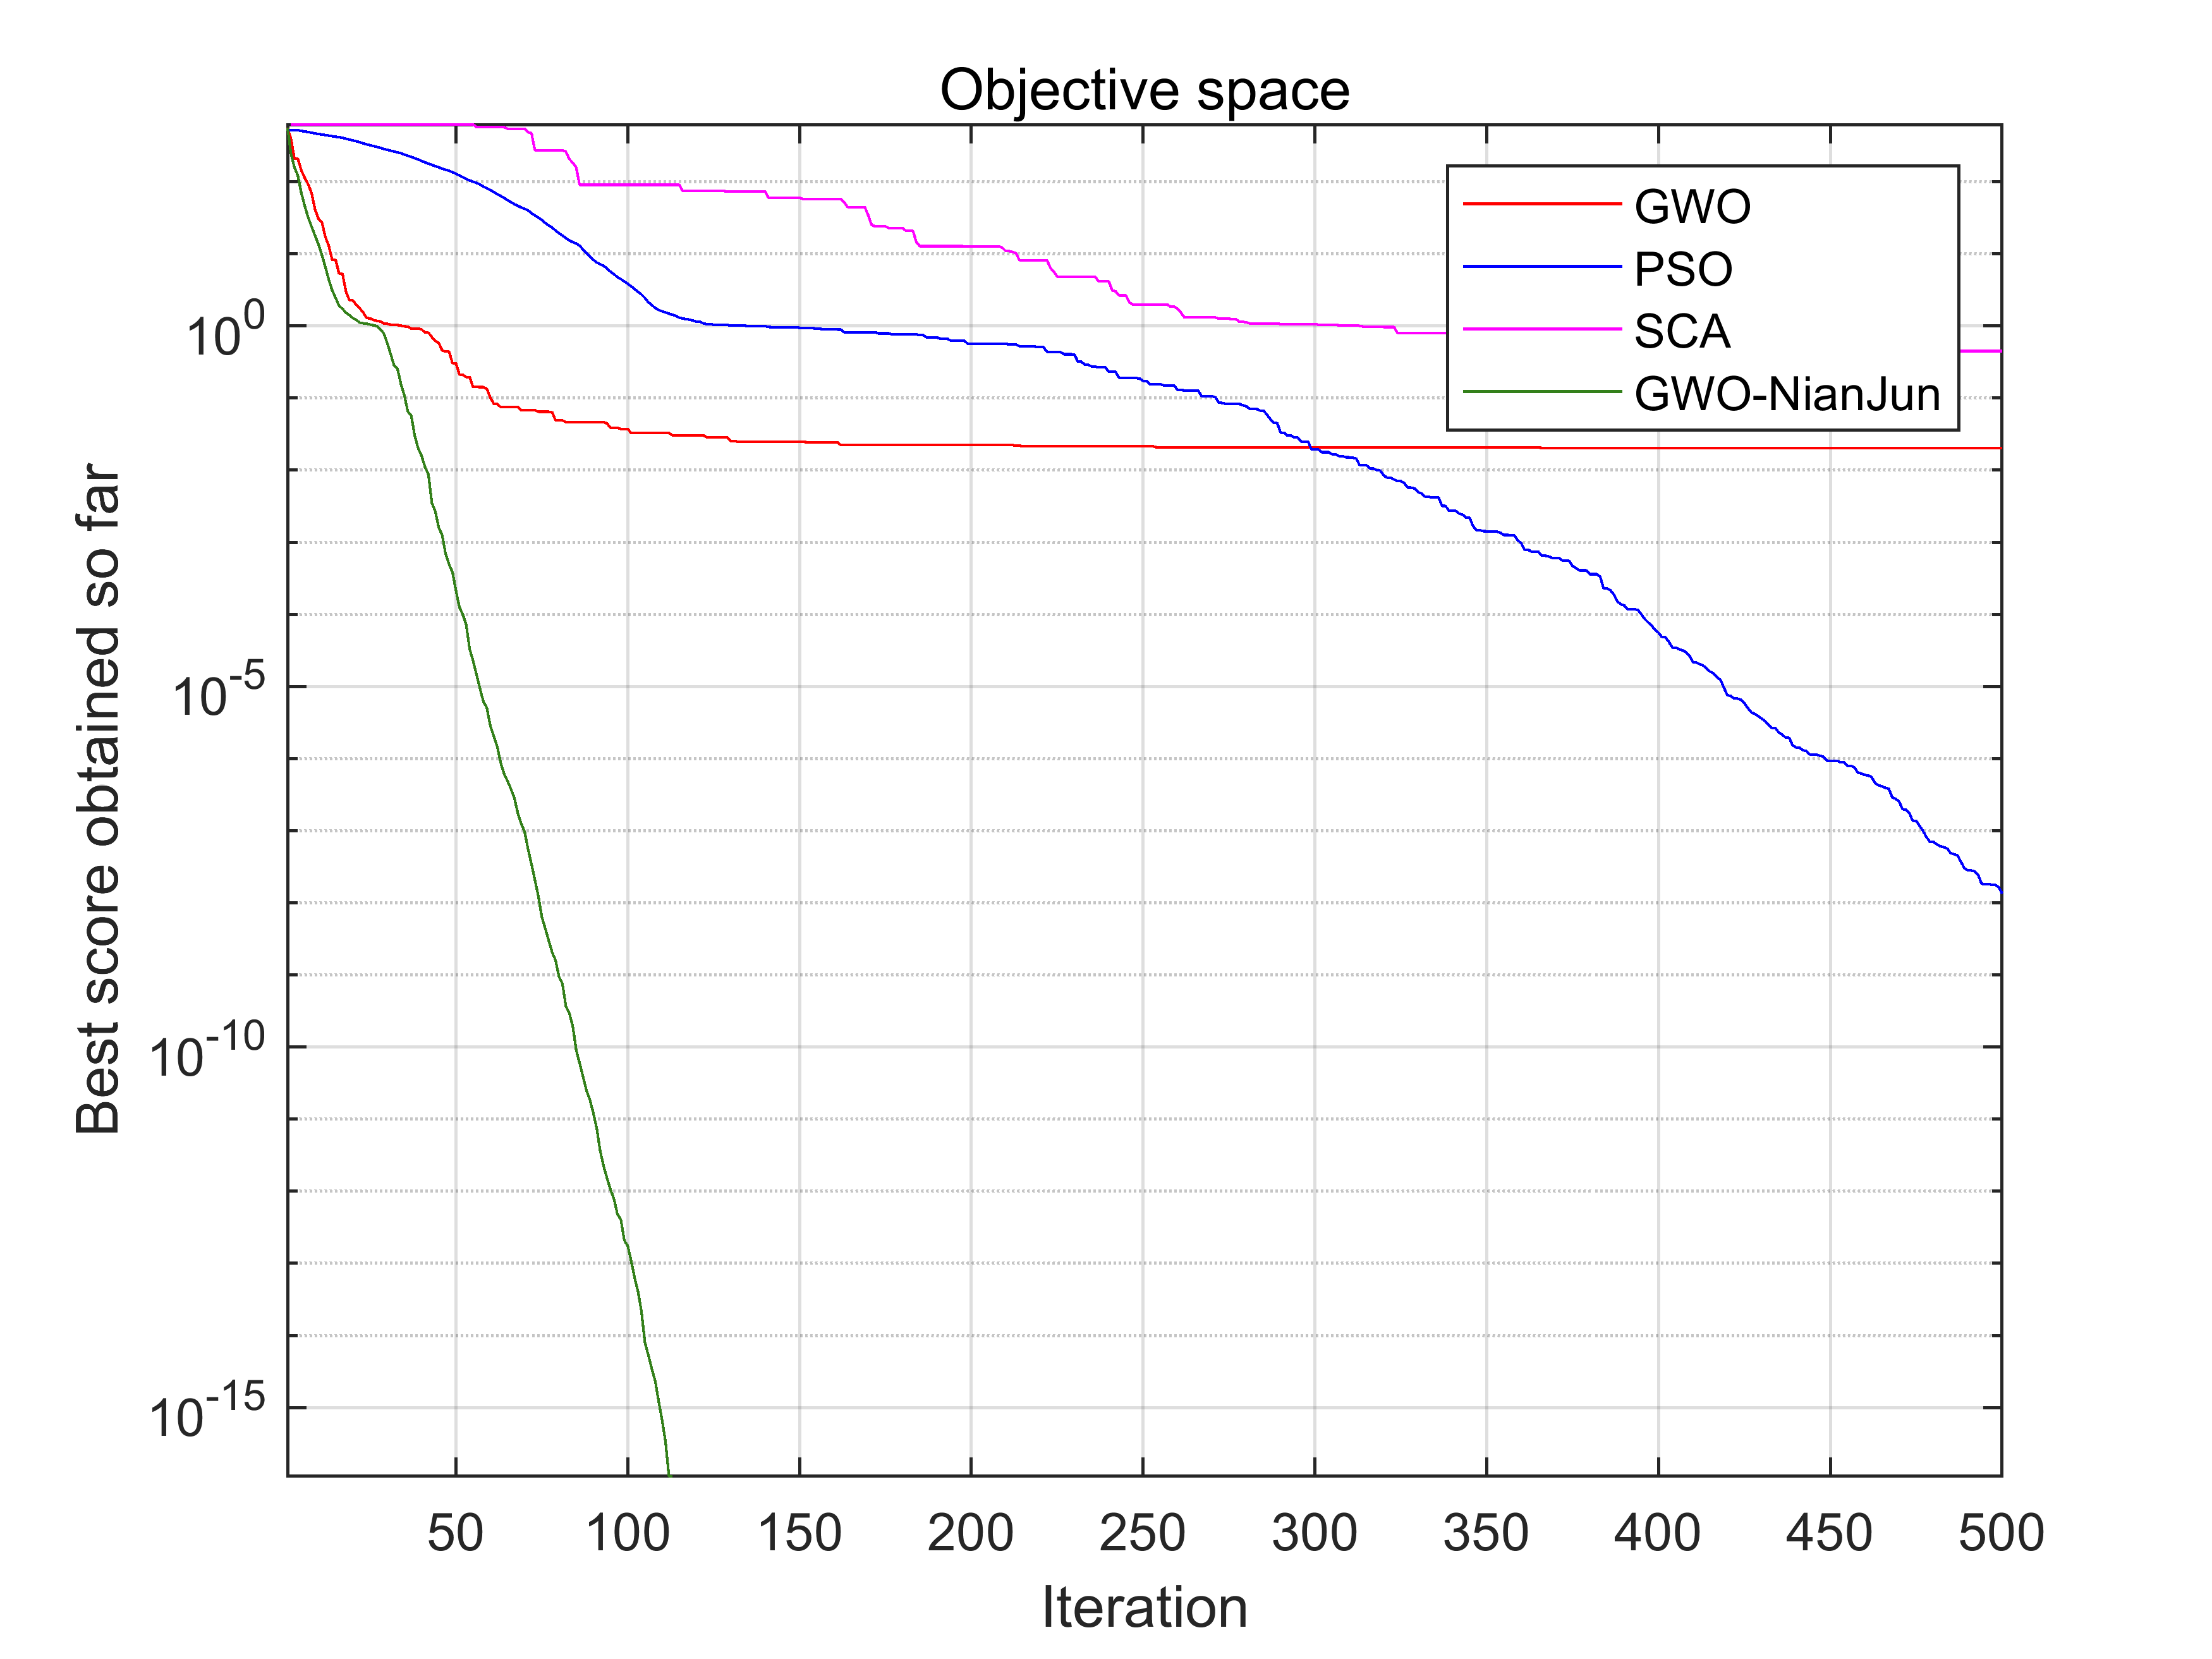 Objective space
GWO
PSO
SCA
GWO-NianJun
Best score obtained so far
10^0
10^-5
10^-10
10^-15
50 100 150 200 250 300 350 400 450 500
Iteration